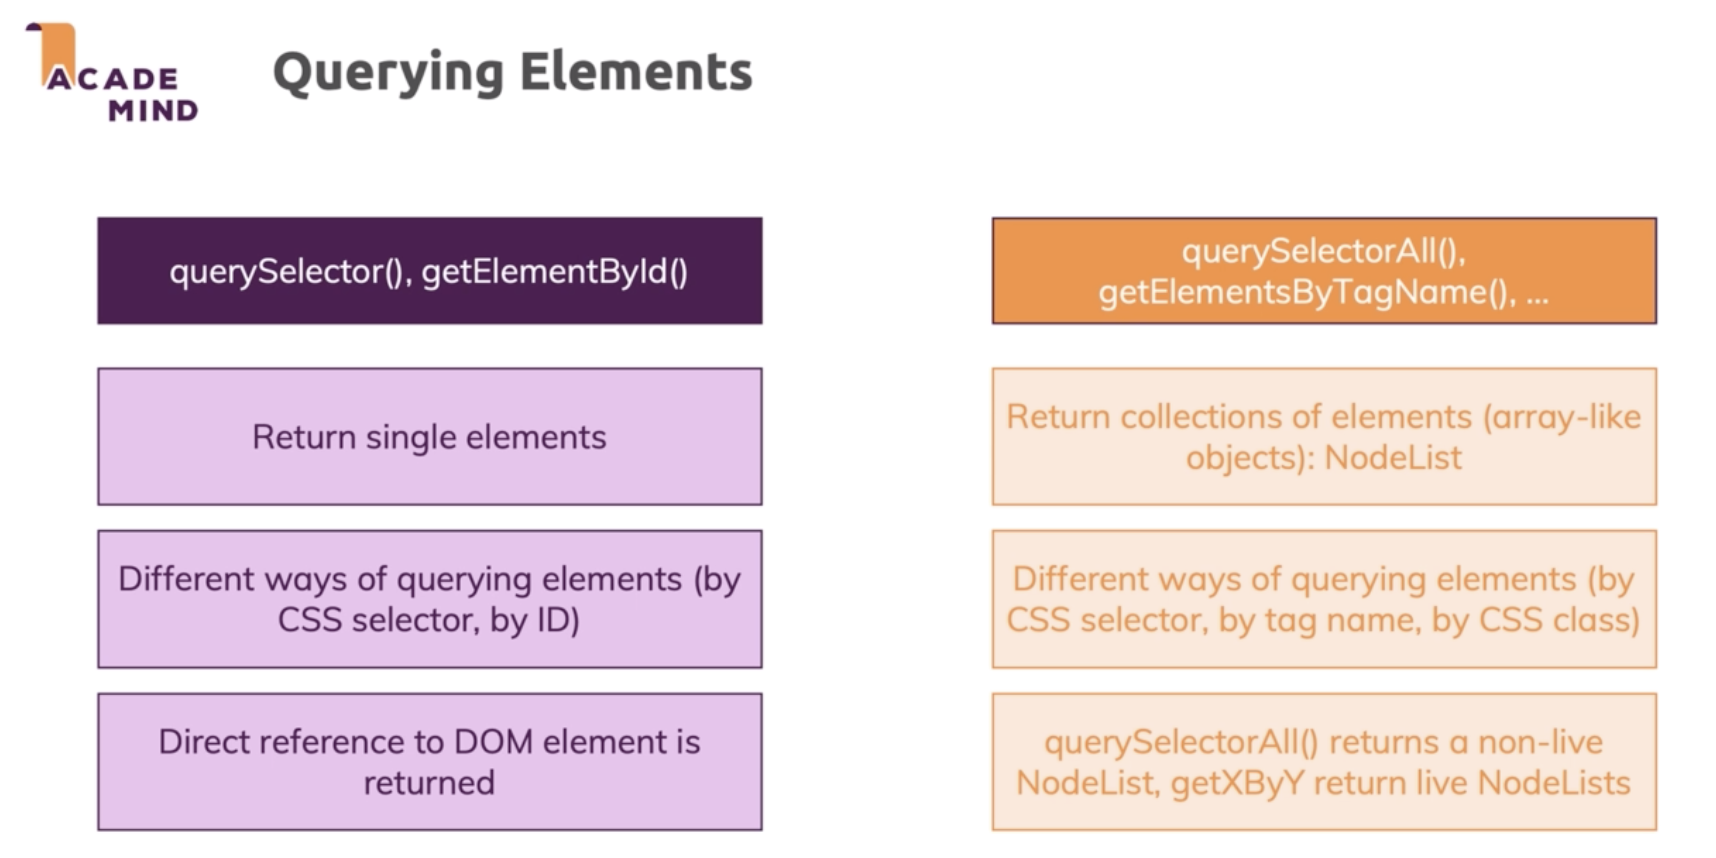 ACADE
MIND
Querying Elements
querySelector(), getElementById()
Return single elements
Different ways of querying elements (by
CSS selector, by ID)
Direct reference to DOM element is
returned
querySelectorAll(),
getElementsByTagName(), ...
Return collections of elements (array-like
objects): NodeList
Different ways of querying elements (by
CSS selector, by tag name, by CSS class)
querySelectorAll() returns a non-live
NodeList, getXByY return live NodeLists